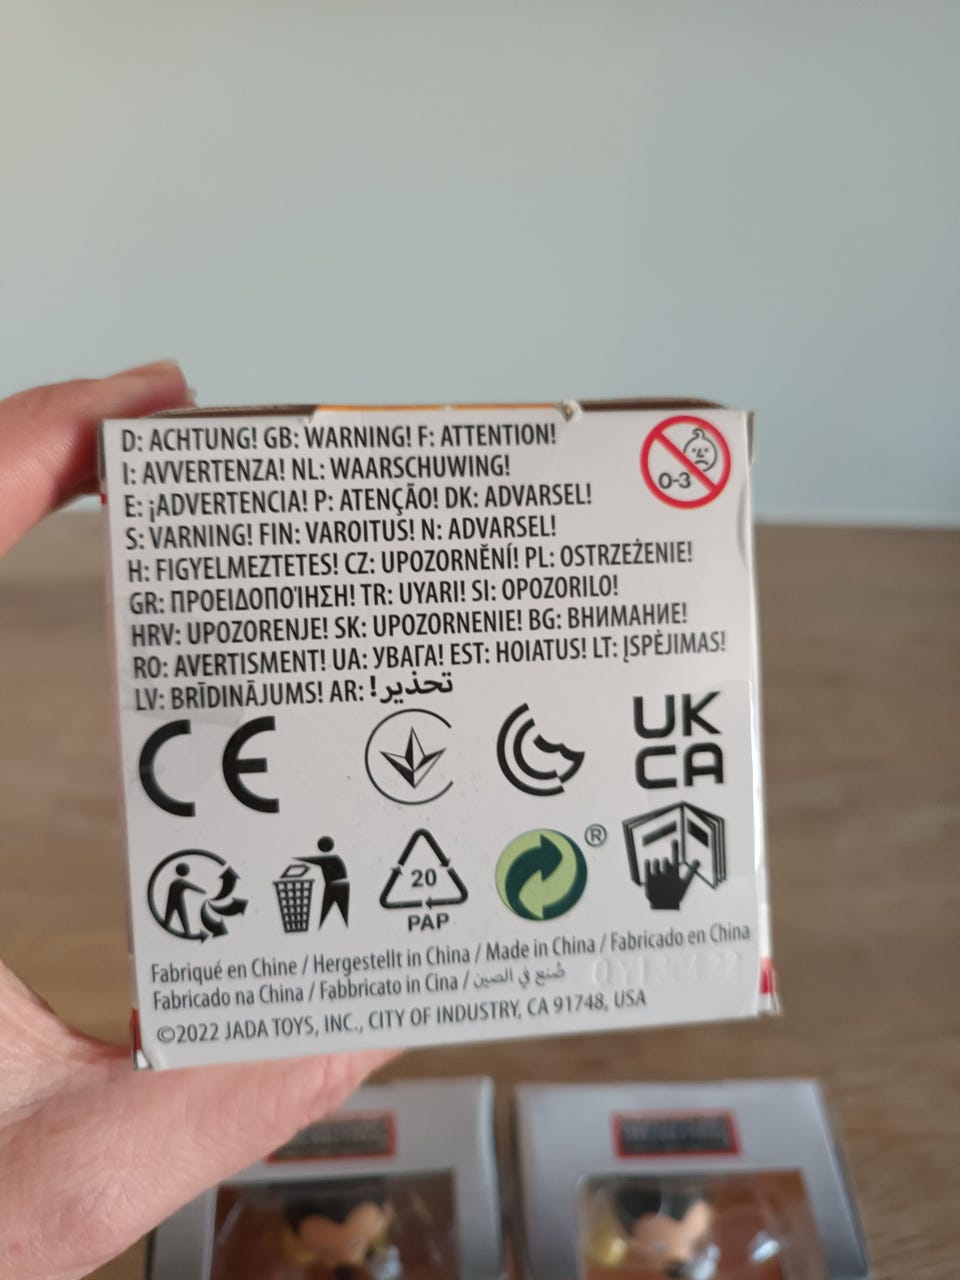 D: ACHTUNG! GB: WARNING! F: ATTENTION!
I: AVVERTENZA! NL: WAARSCHUWING!
E: ¡ADVERTENCIA! P: ATENÇÃO! DK: ADVARSEL!
S: VARNING! FIN: VAROITUS! N: ADVARSEL!
H: FIGYELMEZTETES! CZ: UPOZORNĚNÍ! PL: OSTRZEŻENIE!
GR: ΠΡΟΕΙΔΟΠΟΊΗΣΗ! TR: UYARI! SI: OPOZORILO!
HRV: UPOZORENJE! SK: UPOZORNENIE! BG: ВНИМАНИЕ!
RO: AVERTISMENT! UA: УВАГА! EST: HOIATUS! LT: ĮSPĖJIMAS!
LV: BRĪDINĀJUMS! AR: تحذير!
0-3
CE
UK
CA
20
PAP
®
Fabriqué en Chine / Hergestellt in China / Made in China / Fabricado en China
Fabricado na China / Fabbricato in Cina / صُنع في الصين
©2022 JADA TOYS, INC., CITY OF INDUSTRY, CA 91748, USA